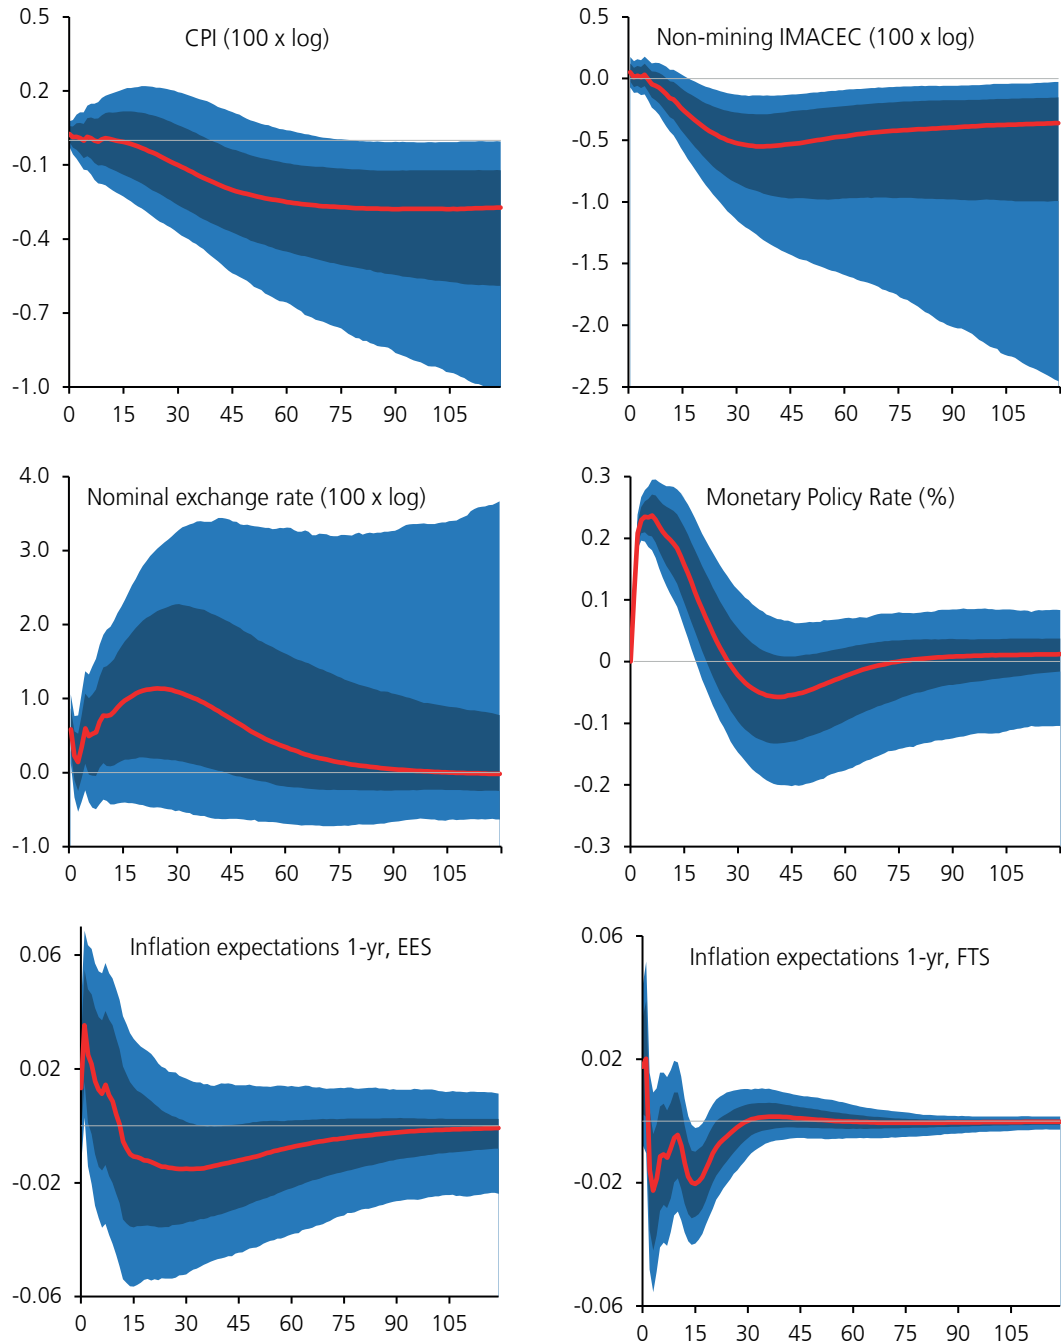 CPI (100 x log)
0.5
0.2
-0.1
-0.4
-0.7
-1.0
0 15 30 45 60 75 90 105
Non-mining IMACEC (100 x log)
0.5
0.0
-0.5
-1.0
-1.5
-2.0
-2.5
0 15 30 45 60 75 90 105
Nominal exchange rate (100 x log)
4.0
3.0
2.0
1.0
0.0
-1.0
0 15 30 45 60 75 90 105
Monetary Policy Rate (%)
0.3
0.2
0.1
0
-0.1
-0.2
-0.3
0 15 30 45 60 75 90 105
Inflation expectations 1-yr, EES
0.06
0.02
-0.02
-0.06
0 15 30 45 60 75 90 105
Inflation expectations 1-yr, FTS
0.06
0.02
-0.02
-0.06
0 15 30 45 60 75 90 105